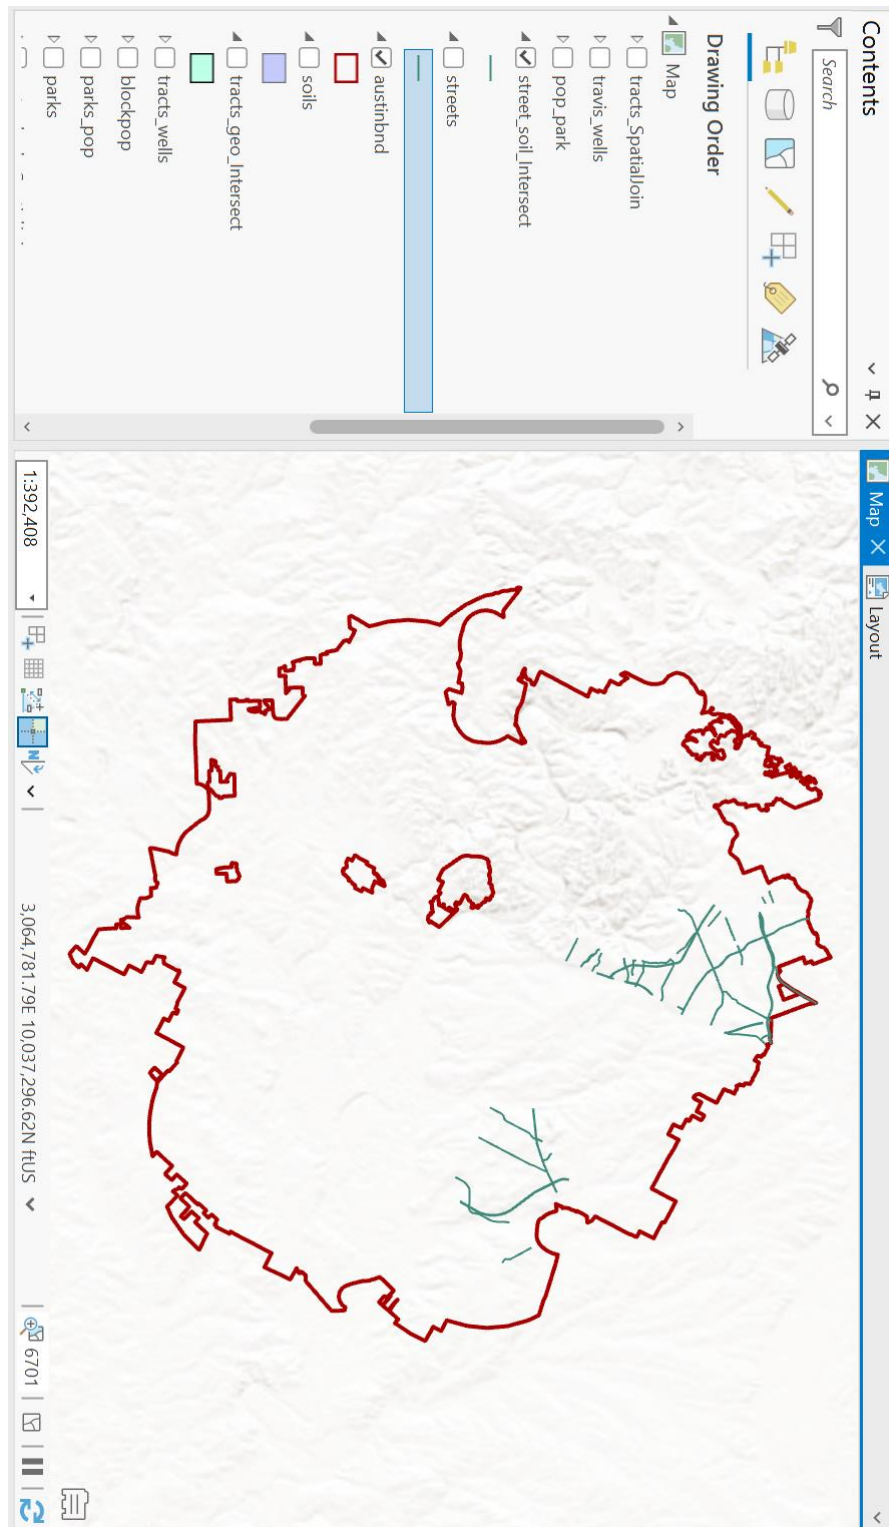 Contents
Search
Drawing Order
Map
tracts_SpatialJoin
travis_wells
pop_park
street_soil_Intersect
streets
austinbnd
soils
tracts_geo_Intersect
tracts_wells
blockpop
parks_pop
parks
Map
Layout
1:392,408
N
3,064,781.79E 10,037,296.62N ftUS
6701